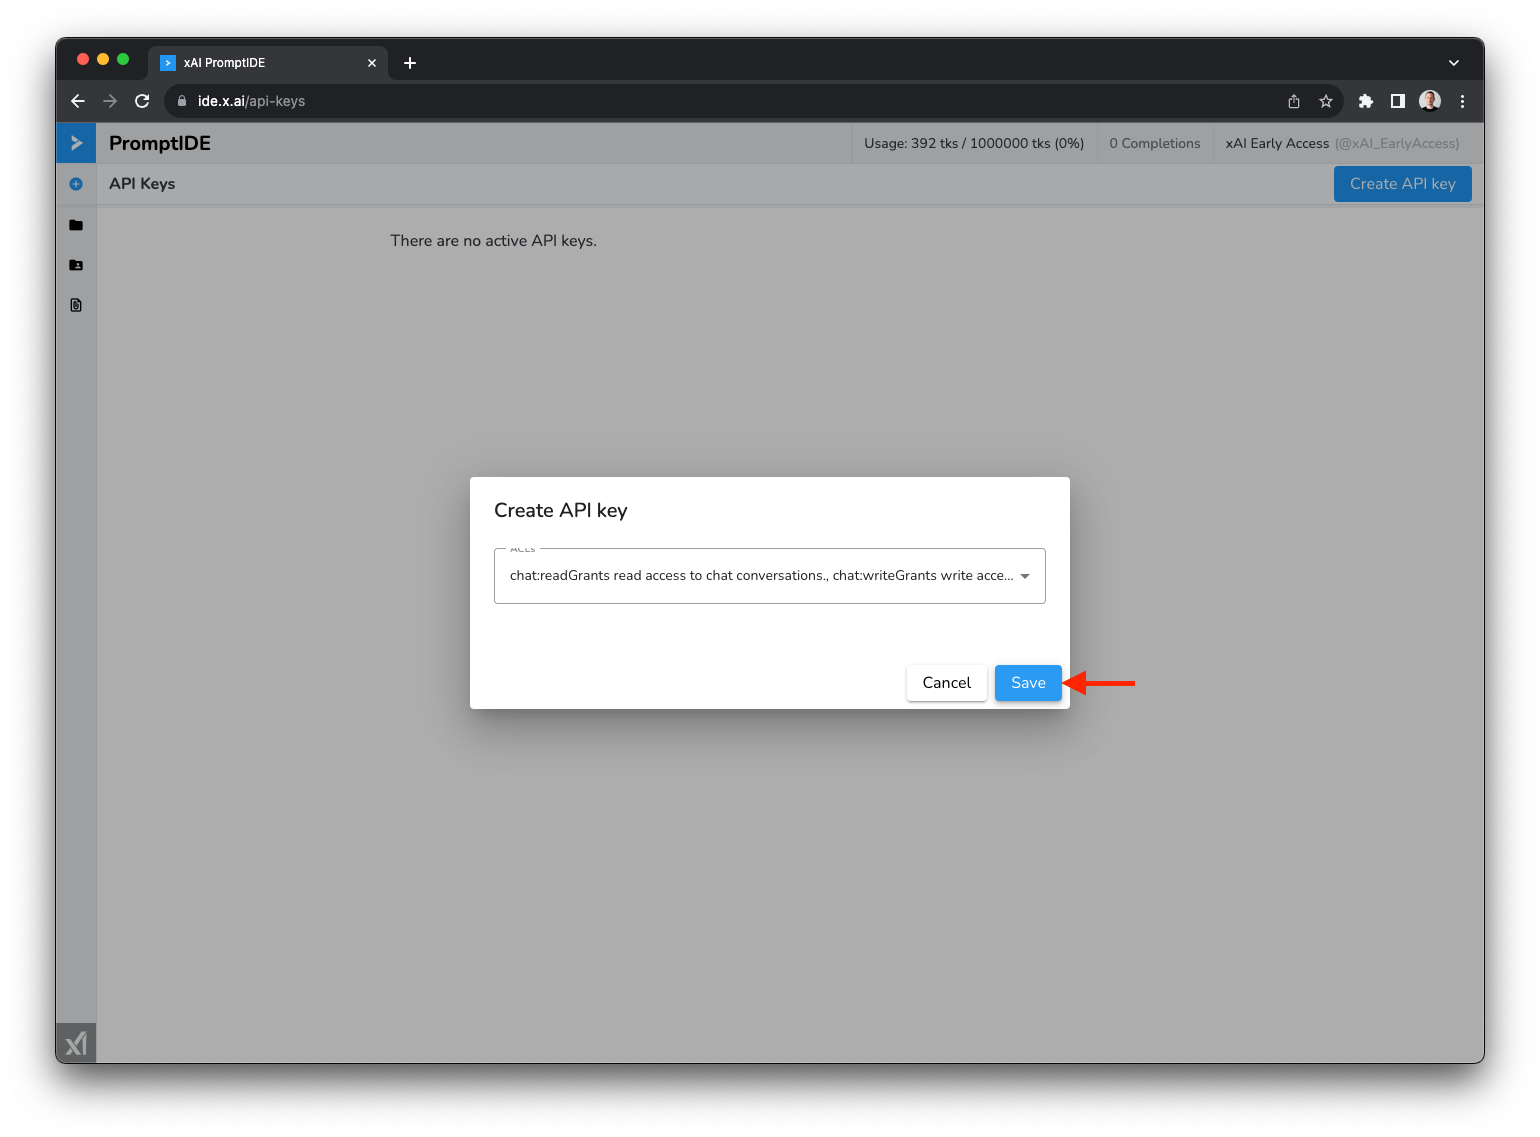 xAI PromptIDE
ide.x.ai/api-keys
PromptIDE
Usage: 392 tks / 1000000 tks (0%)
0 Completions
xAI Early Access (@xAI_EarlyAccess)
API Keys
Create API key
There are no active API keys.
Create API key
ACLs
chat:readGrants read access to chat conversations., chat:writeGrants write acce...
Cancel
Save
xI